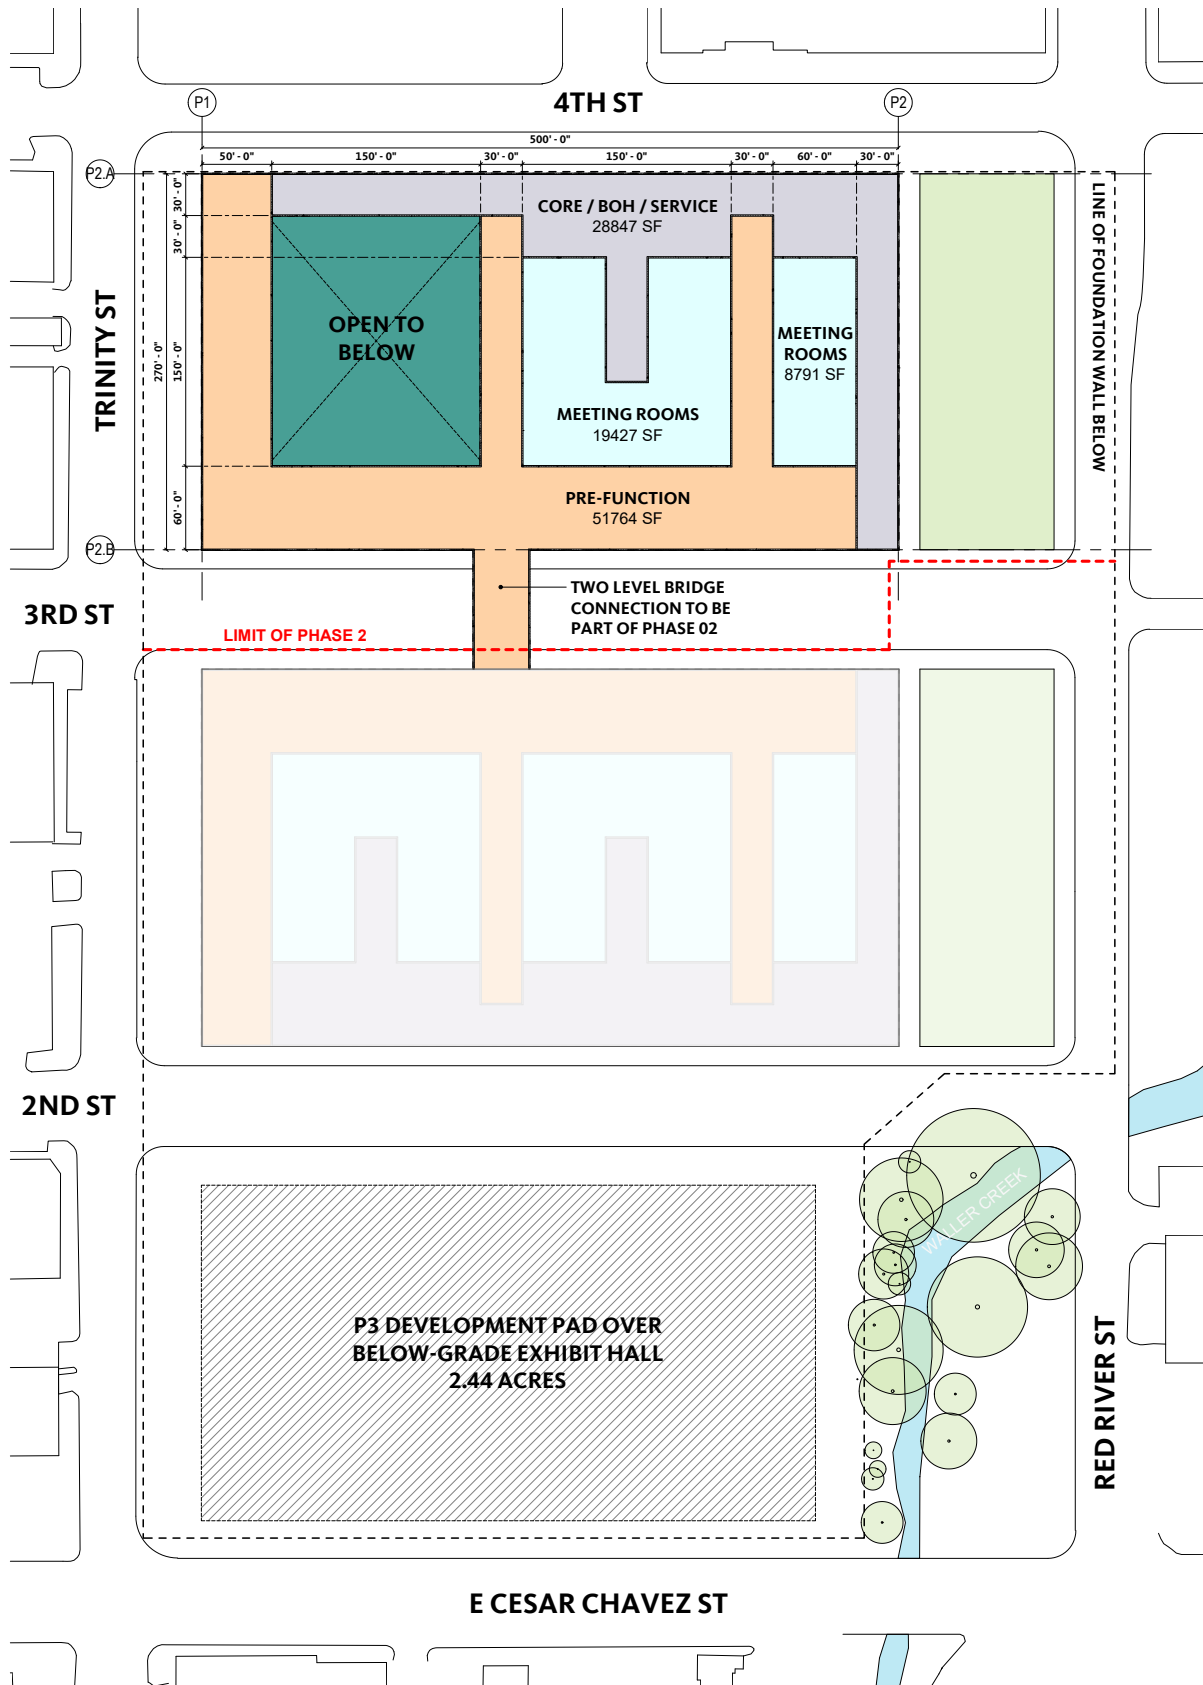 P1
4TH ST
P2
500' - 0"
50' - 0"
150' - 0"
30' - 0"
150' - 0"
30' - 0"
60' - 0"
30' - 0"
P2.A
30' - 0"
30' - 0"
150' - 0"
270' - 0"
60' - 0"
P2.B
TRINITY ST
CORE / BOH / SERVICE
28847 SF
OPEN TO
BELOW
MEETING
ROOMS
8791 SF
MEETING ROOMS
19427 SF
PRE-FUNCTION
51764 SF
LINE OF FOUNDATION WALL BELOW
3RD ST
TWO LEVEL BRIDGE
CONNECTION TO BE
PART OF PHASE 02
LIMIT OF PHASE 2
2ND ST
WALLER CREEK
P3 DEVELOPMENT PAD OVER
BELOW-GRADE EXHIBIT HALL
2.44 ACRES
RED RIVER ST
E CESAR CHAVEZ ST